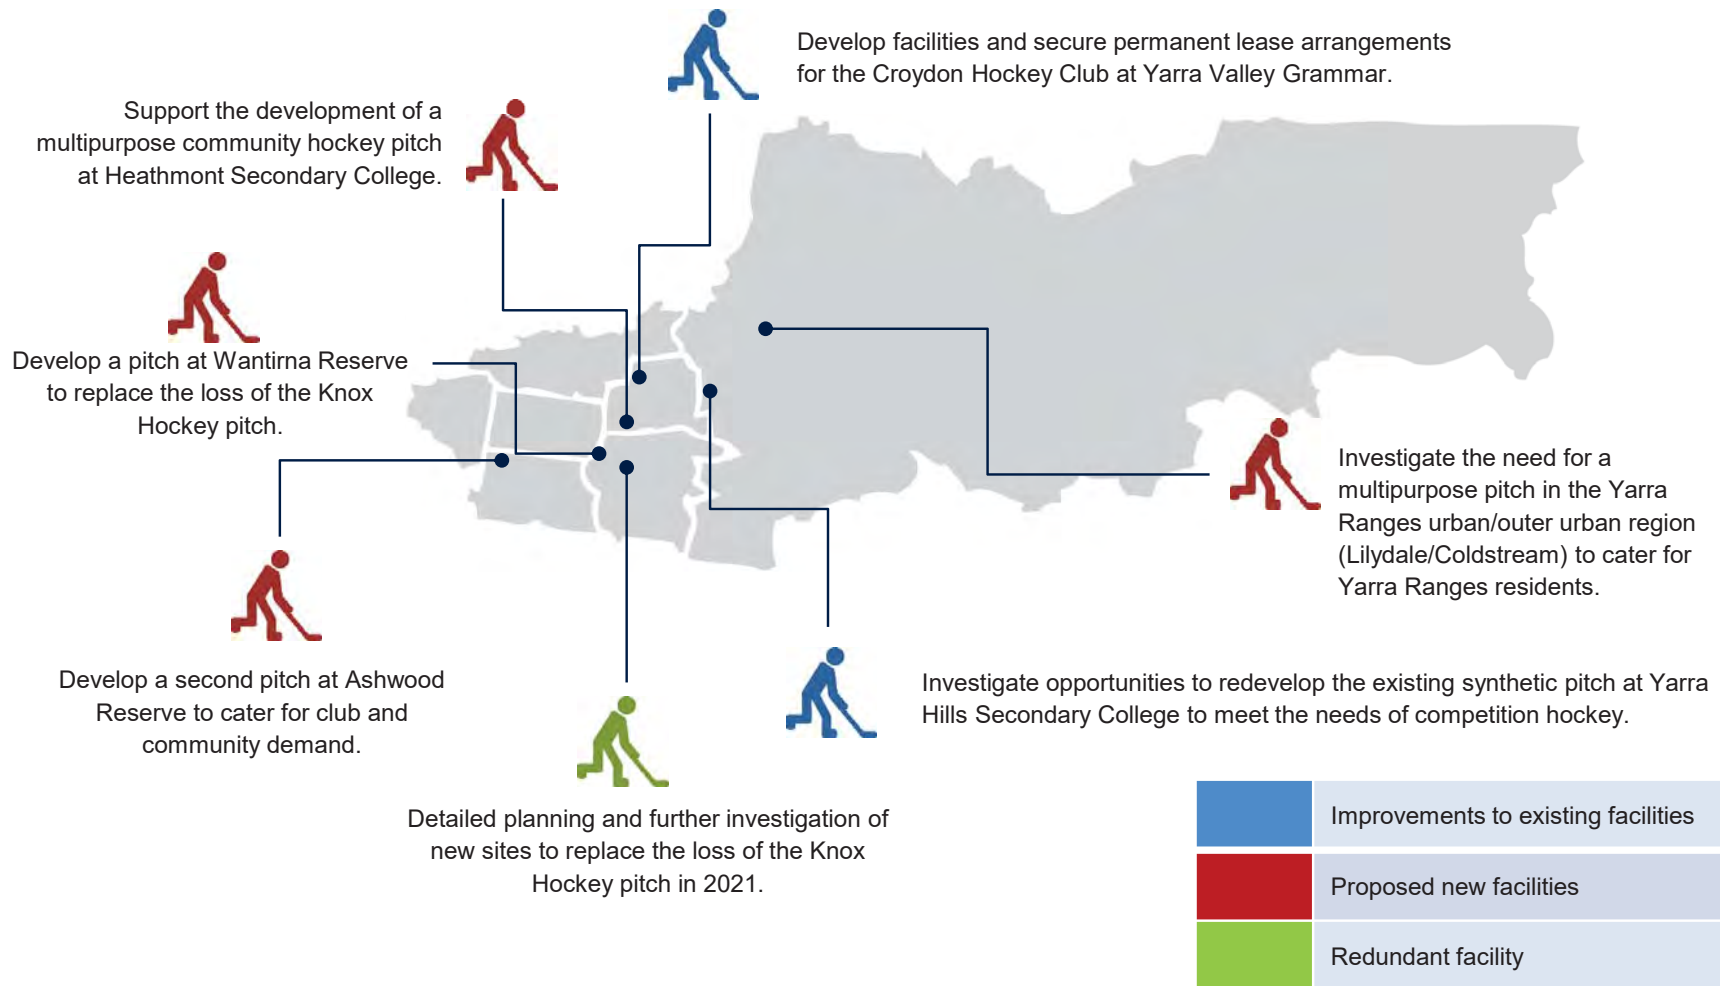 Develop facilities and secure permanent lease arrangements
for the Croydon Hockey Club at Yarra Valley Grammar.
Support the development of a
multipurpose community hockey pitch
at Heathmont Secondary College.
Develop a pitch at Wantirna Reserve
to replace the loss of the Knox
Hockey pitch.
Investigate the need for a
multipurpose pitch in the Yarra
Ranges urban/outer urban region
(Lilydale/Coldstream) to cater for
Yarra Ranges residents.
Develop a second pitch at Ashwood
Reserve to cater for club and
community demand.
Investigate opportunities to redevelop the existing synthetic pitch at Yarra
Hills Secondary College to meet the needs of competition hockey.
Detailed planning and further investigation of
new sites to replace the loss of the Knox
Hockey pitch in 2021.
Improvements to existing facilities
Proposed new facilities
Redundant facility